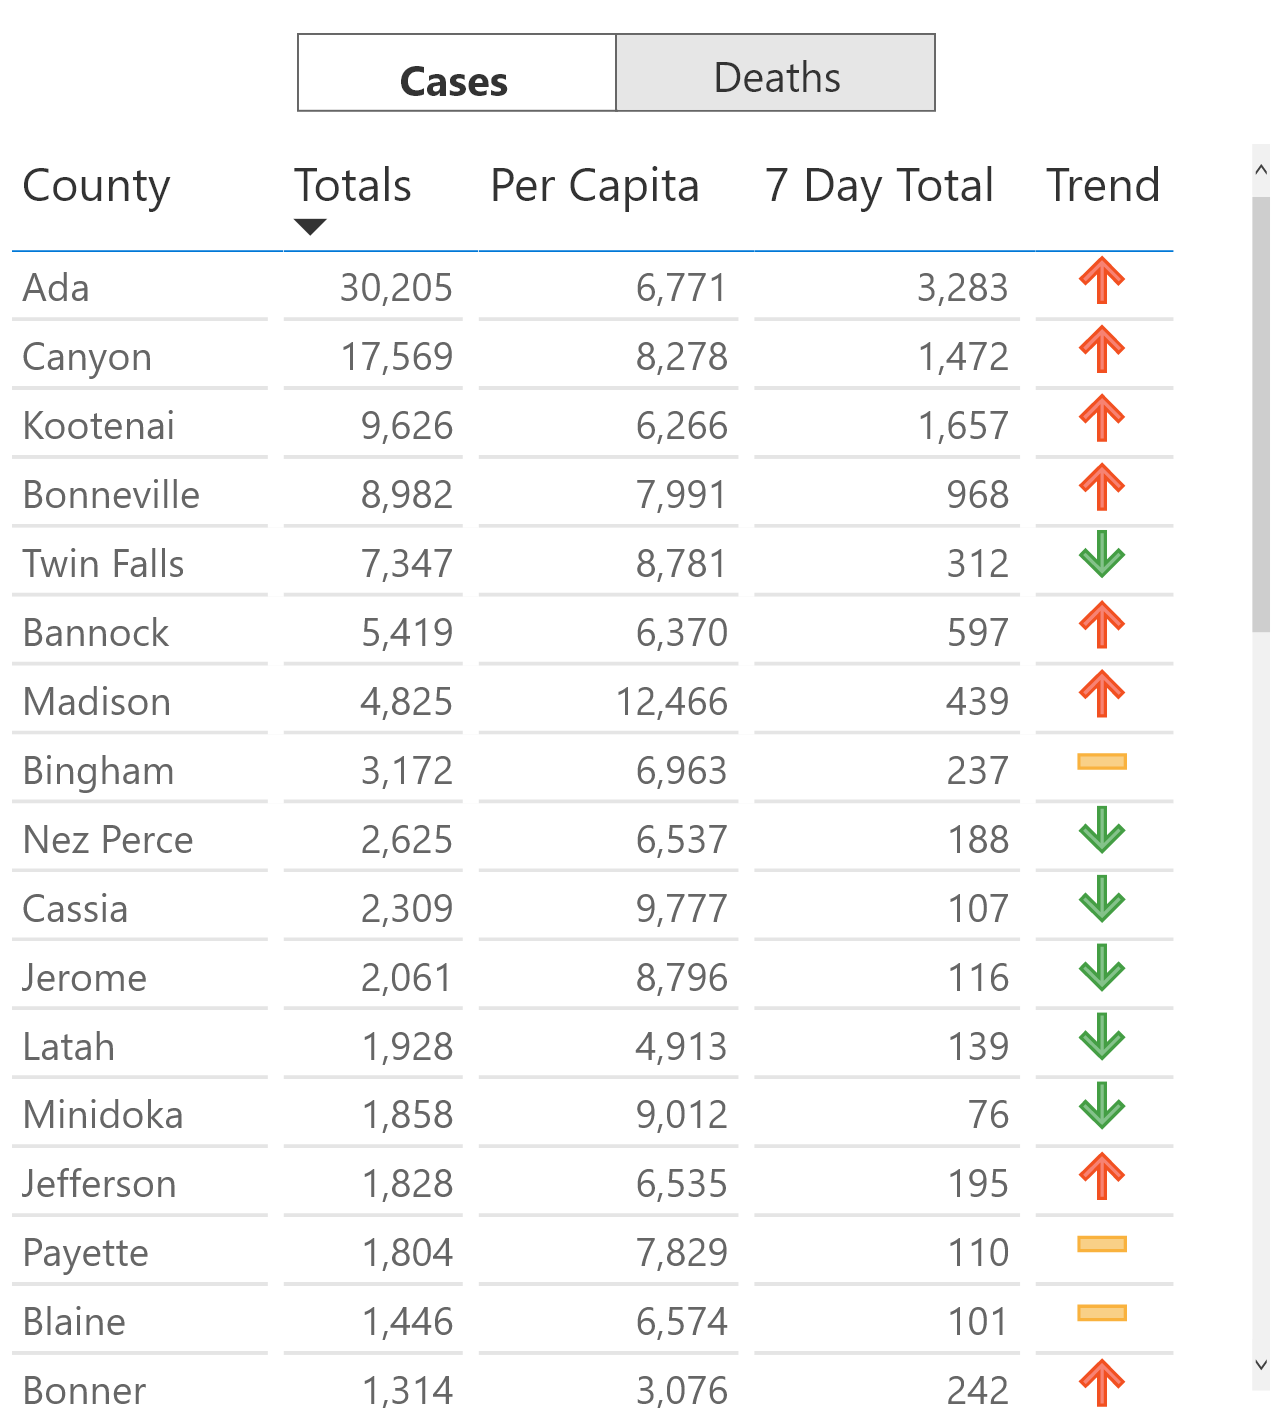 Cases Deaths
County Totals Per Capita 7 Day Total Trend
Ada 30,205 6,771 3,283
Canyon 17,569 8,278 1,472
Kootenai 9,626 6,266 1,657
Bonneville 8,982 7,991 968
Twin Falls 7,347 8,781 312
Bannock 5,419 6,370 597
Madison 4,825 12,466 439
Bingham 3,172 6,963 237
Nez Perce 2,625 6,537 188
Cassia 2,309 9,777 107
Jerome 2,061 8,796 116
Latah 1,928 4,913 139
Minidoka 1,858 9,012 76
Jefferson 1,828 6,535 195
Payette 1,804 7,829 110
Blaine 1,446 6,574 101
Bonner 1,314 3,076 242